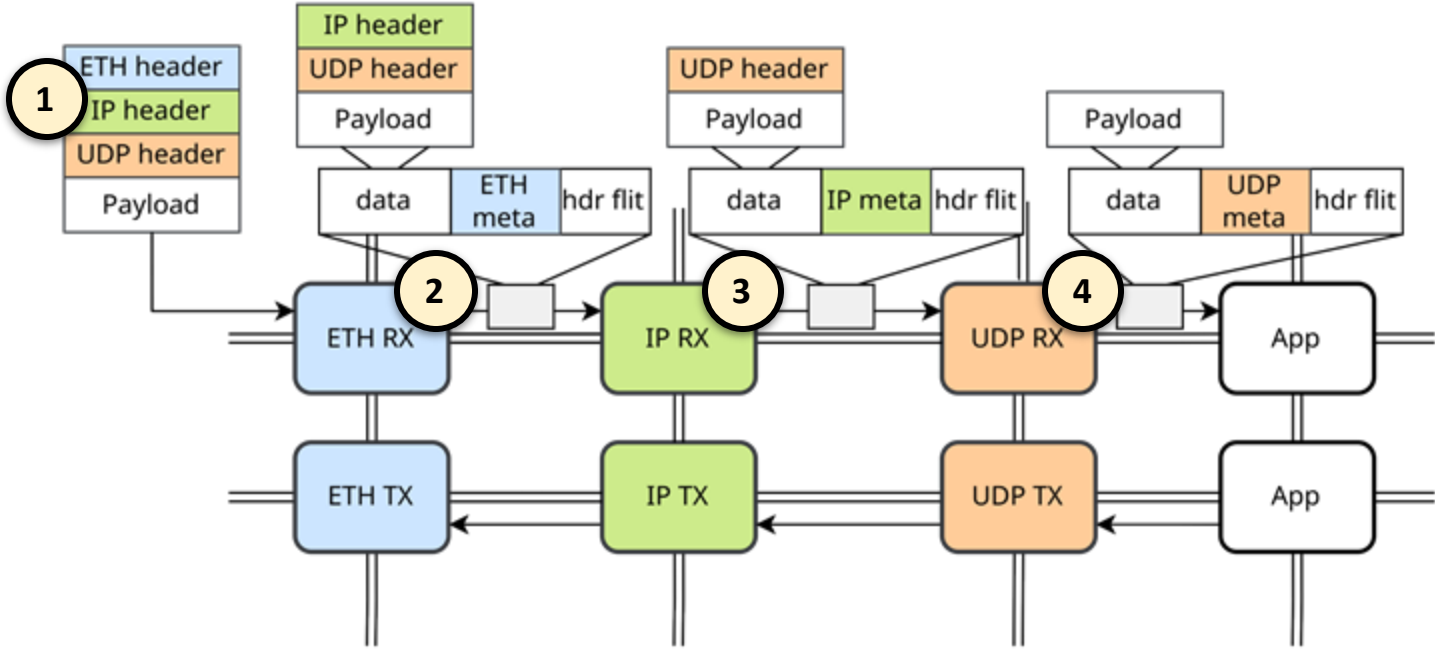 1
ETH header
IP header
UDP header
Payload
IP header
UDP header
Payload
data
ETH
meta
hdr flit
UDP header
Payload
data
IP meta
hdr flit
Payload
data
UDP
meta
hdr flit
2
3
4
ETH RX
IP RX
UDP RX
App
ETH TX
IP TX
UDP TX
App